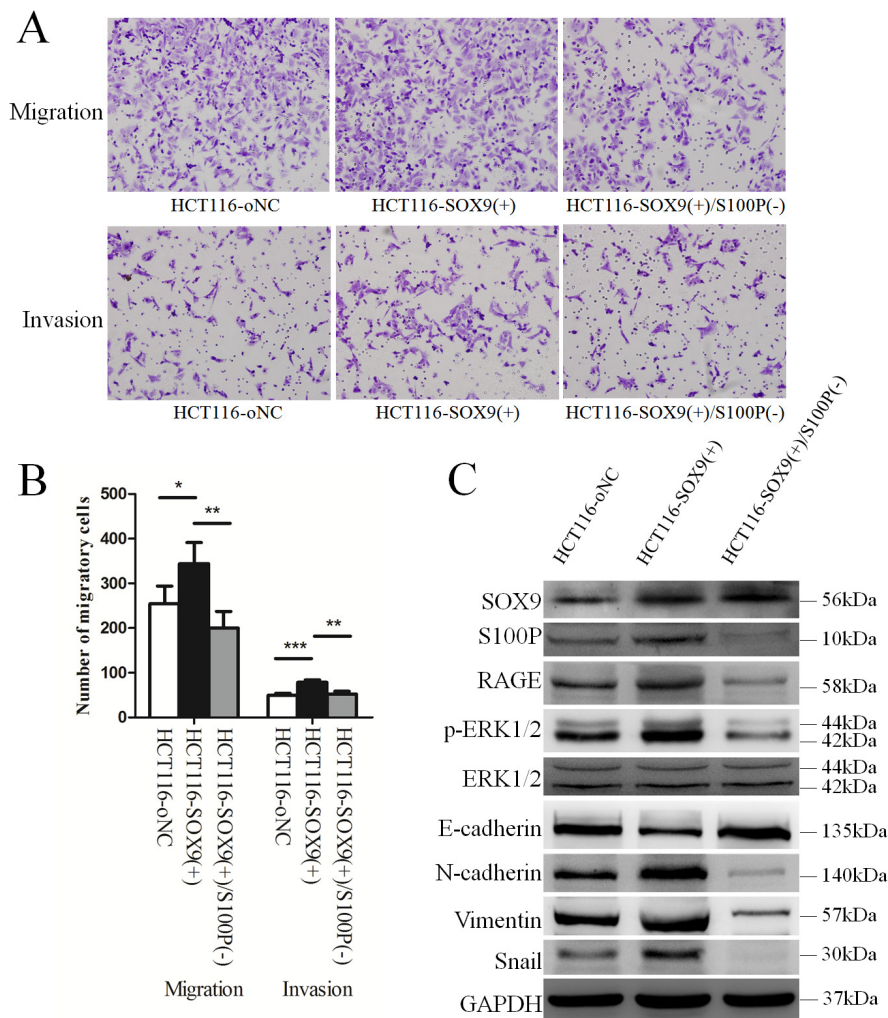 A
Migration
HCT116-oNC
HCT116-SOX9(+)
HCT116-SOX9(+)/S100P(-)
Invasion
HCT116-oNC
HCT116-SOX9(+)
HCT116-SOX9(+)/S100P(-)
B
Number of migratory cells
500
400
300
200
100
0
*
**
***
**
HCT116-oNC
HCT116-SOX9(+)
HCT116-SOX9(+)/S100P(-)
HCT116-oNC
HCT116-SOX9(+)
HCT116-SOX9(+)/S100P(-)
Migration
Invasion
C
HCT116-oNC
HCT116-SOX9(+)
HCT116-SOX9(+)/S100P(-)
SOX9
56kDa
S100P
10kDa
RAGE
58kDa
p-ERK1/2
44kDa
42kDa
ERK1/2
44kDa
42kDa
E-cadherin
135kDa
N-cadherin
140kDa
Vimentin
57kDa
Snail
30kDa
GAPDH
37kDa